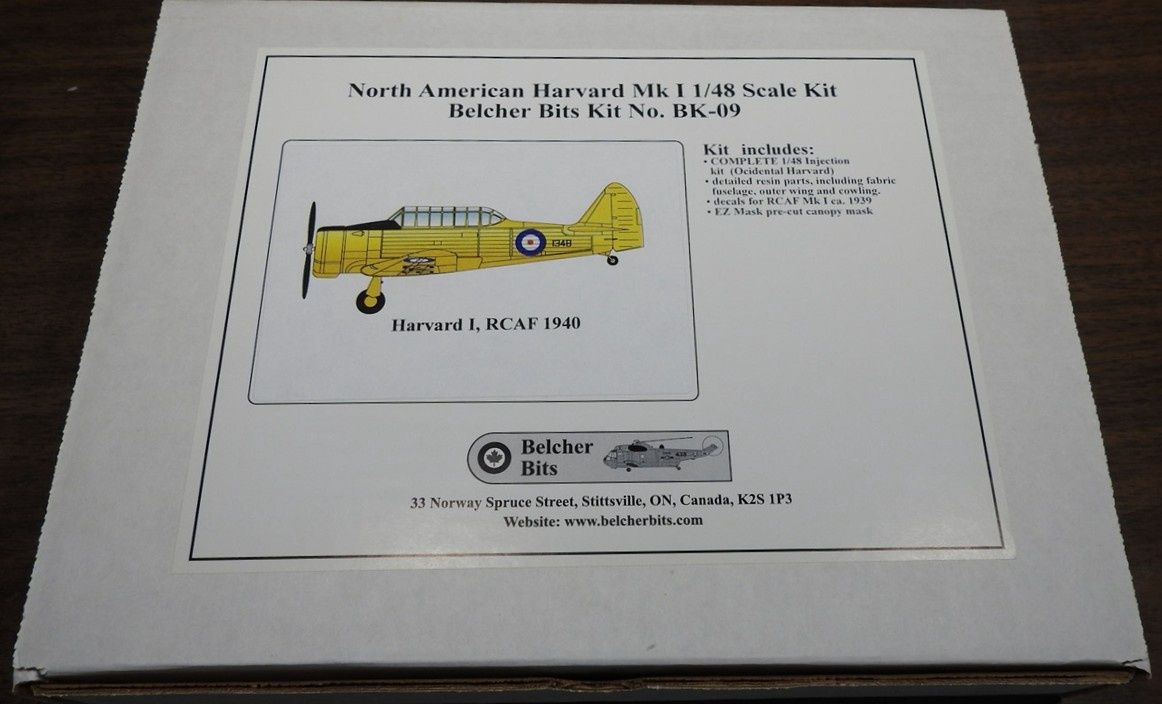 North American Harvard Mk I 1/48 Scale Kit
Belcher Bits Kit No. BK-09
Kit includes:
• COMPLETE 1/48 Injection
kit (Ocidental Harvard)
• detailed resin parts, including fabric
fuselage, outer wing and cowling.
• decals for RCAF Mk I ca. 1939
• EZ Mask pre-cut canopy mask
1348
Harvard I, RCAF 1940
Belcher
Bits
33 Norway Spruce Street, Stittsville, ON, Canada, K2S 1P3
Website: www.belcherbits.com